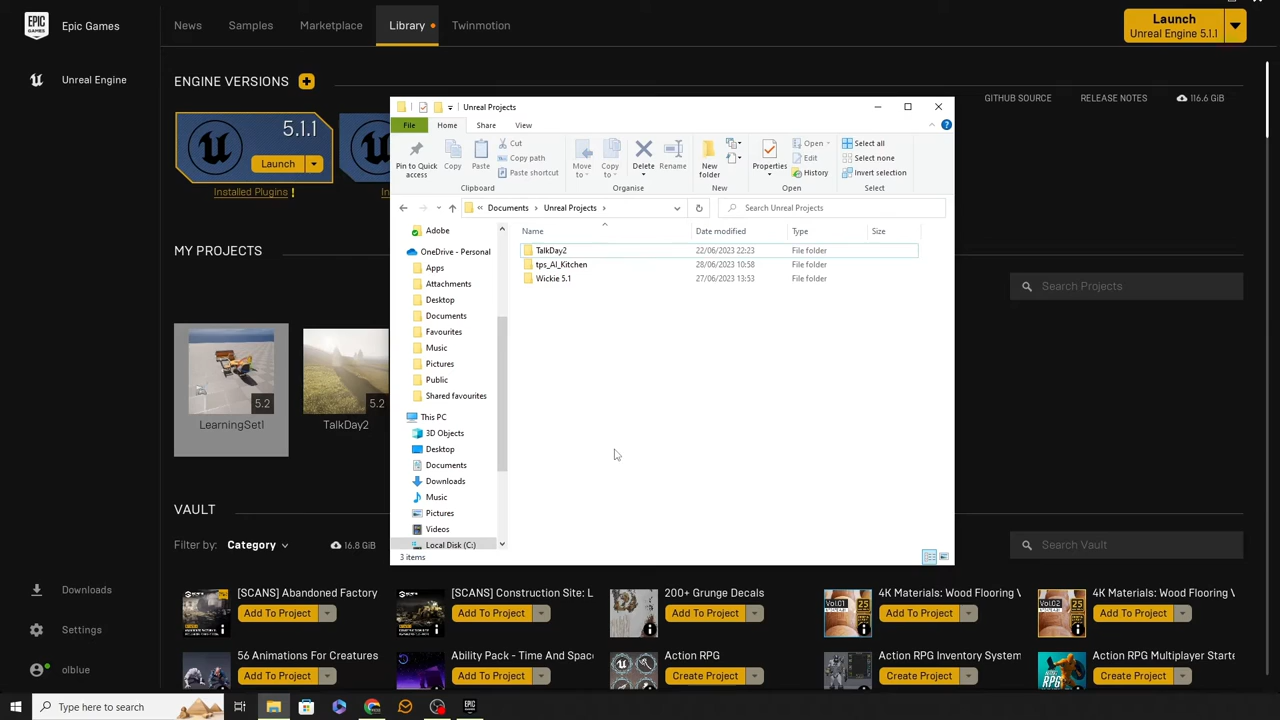 EPIC GAMES
Epic Games
News
Samples
Marketplace
Library
Twinmotion
Launch
Unreal Engine 5.1.1
Unreal Engine
ENGINE VERSIONS
GITHUB SOURCE
RELEASE NOTES
116.6 GiB
5.1.1
Launch
Installed Plugins !
In
Unreal Projects
File
Home
Share
View
Pin to Quick access
Copy
Paste
Cut
Copy path
Paste shortcut
Clipboard
Move to
Copy to
Delete
Rename
Organise
New folder
New
Properties
Open
Edit
History
Open
Select all
Select none
Invert selection
Select
« Documents > Unreal Projects >
Search Unreal Projects
Name
Date modified
Type
Size
TalkDay2 22/06/2023 22:23 File folder
tps_AI_Kitchen 28/06/2023 10:58 File folder
Wickie 5.1 27/06/2023 13:53 File folder
Adobe
OneDrive - Personal
Apps
Attachments
Desktop
Documents
Favourites
Music
Pictures
Public
Shared favourites
This PC
3D Objects
Desktop
Documents
Downloads
Music
Pictures
Videos
Local Disk (C:)
3 items
MY PROJECTS
Search Projects
5.2
LearningSet1
5.2
TalkDay2
VAULT
Filter by:
Category
16.8 GiB
Search Vault
[SCANS] Abandoned Factory
Add To Project
[SCANS] Construction Site: L
Add To Project
200+ Grunge Decals
Add To Project
4K Materials: Wood Flooring V
Add To Project
4K Materials: Wood Flooring V
Add To Project
56 Animations For Creatures
Add To Project
Ability Pack - Time And Space
Add To Project
Action RPG
Create Project
Action RPG Inventory System
Create Project
Action RPG Multiplayer Starte
Create Project
Downloads
Settings
olblue
Type here to search